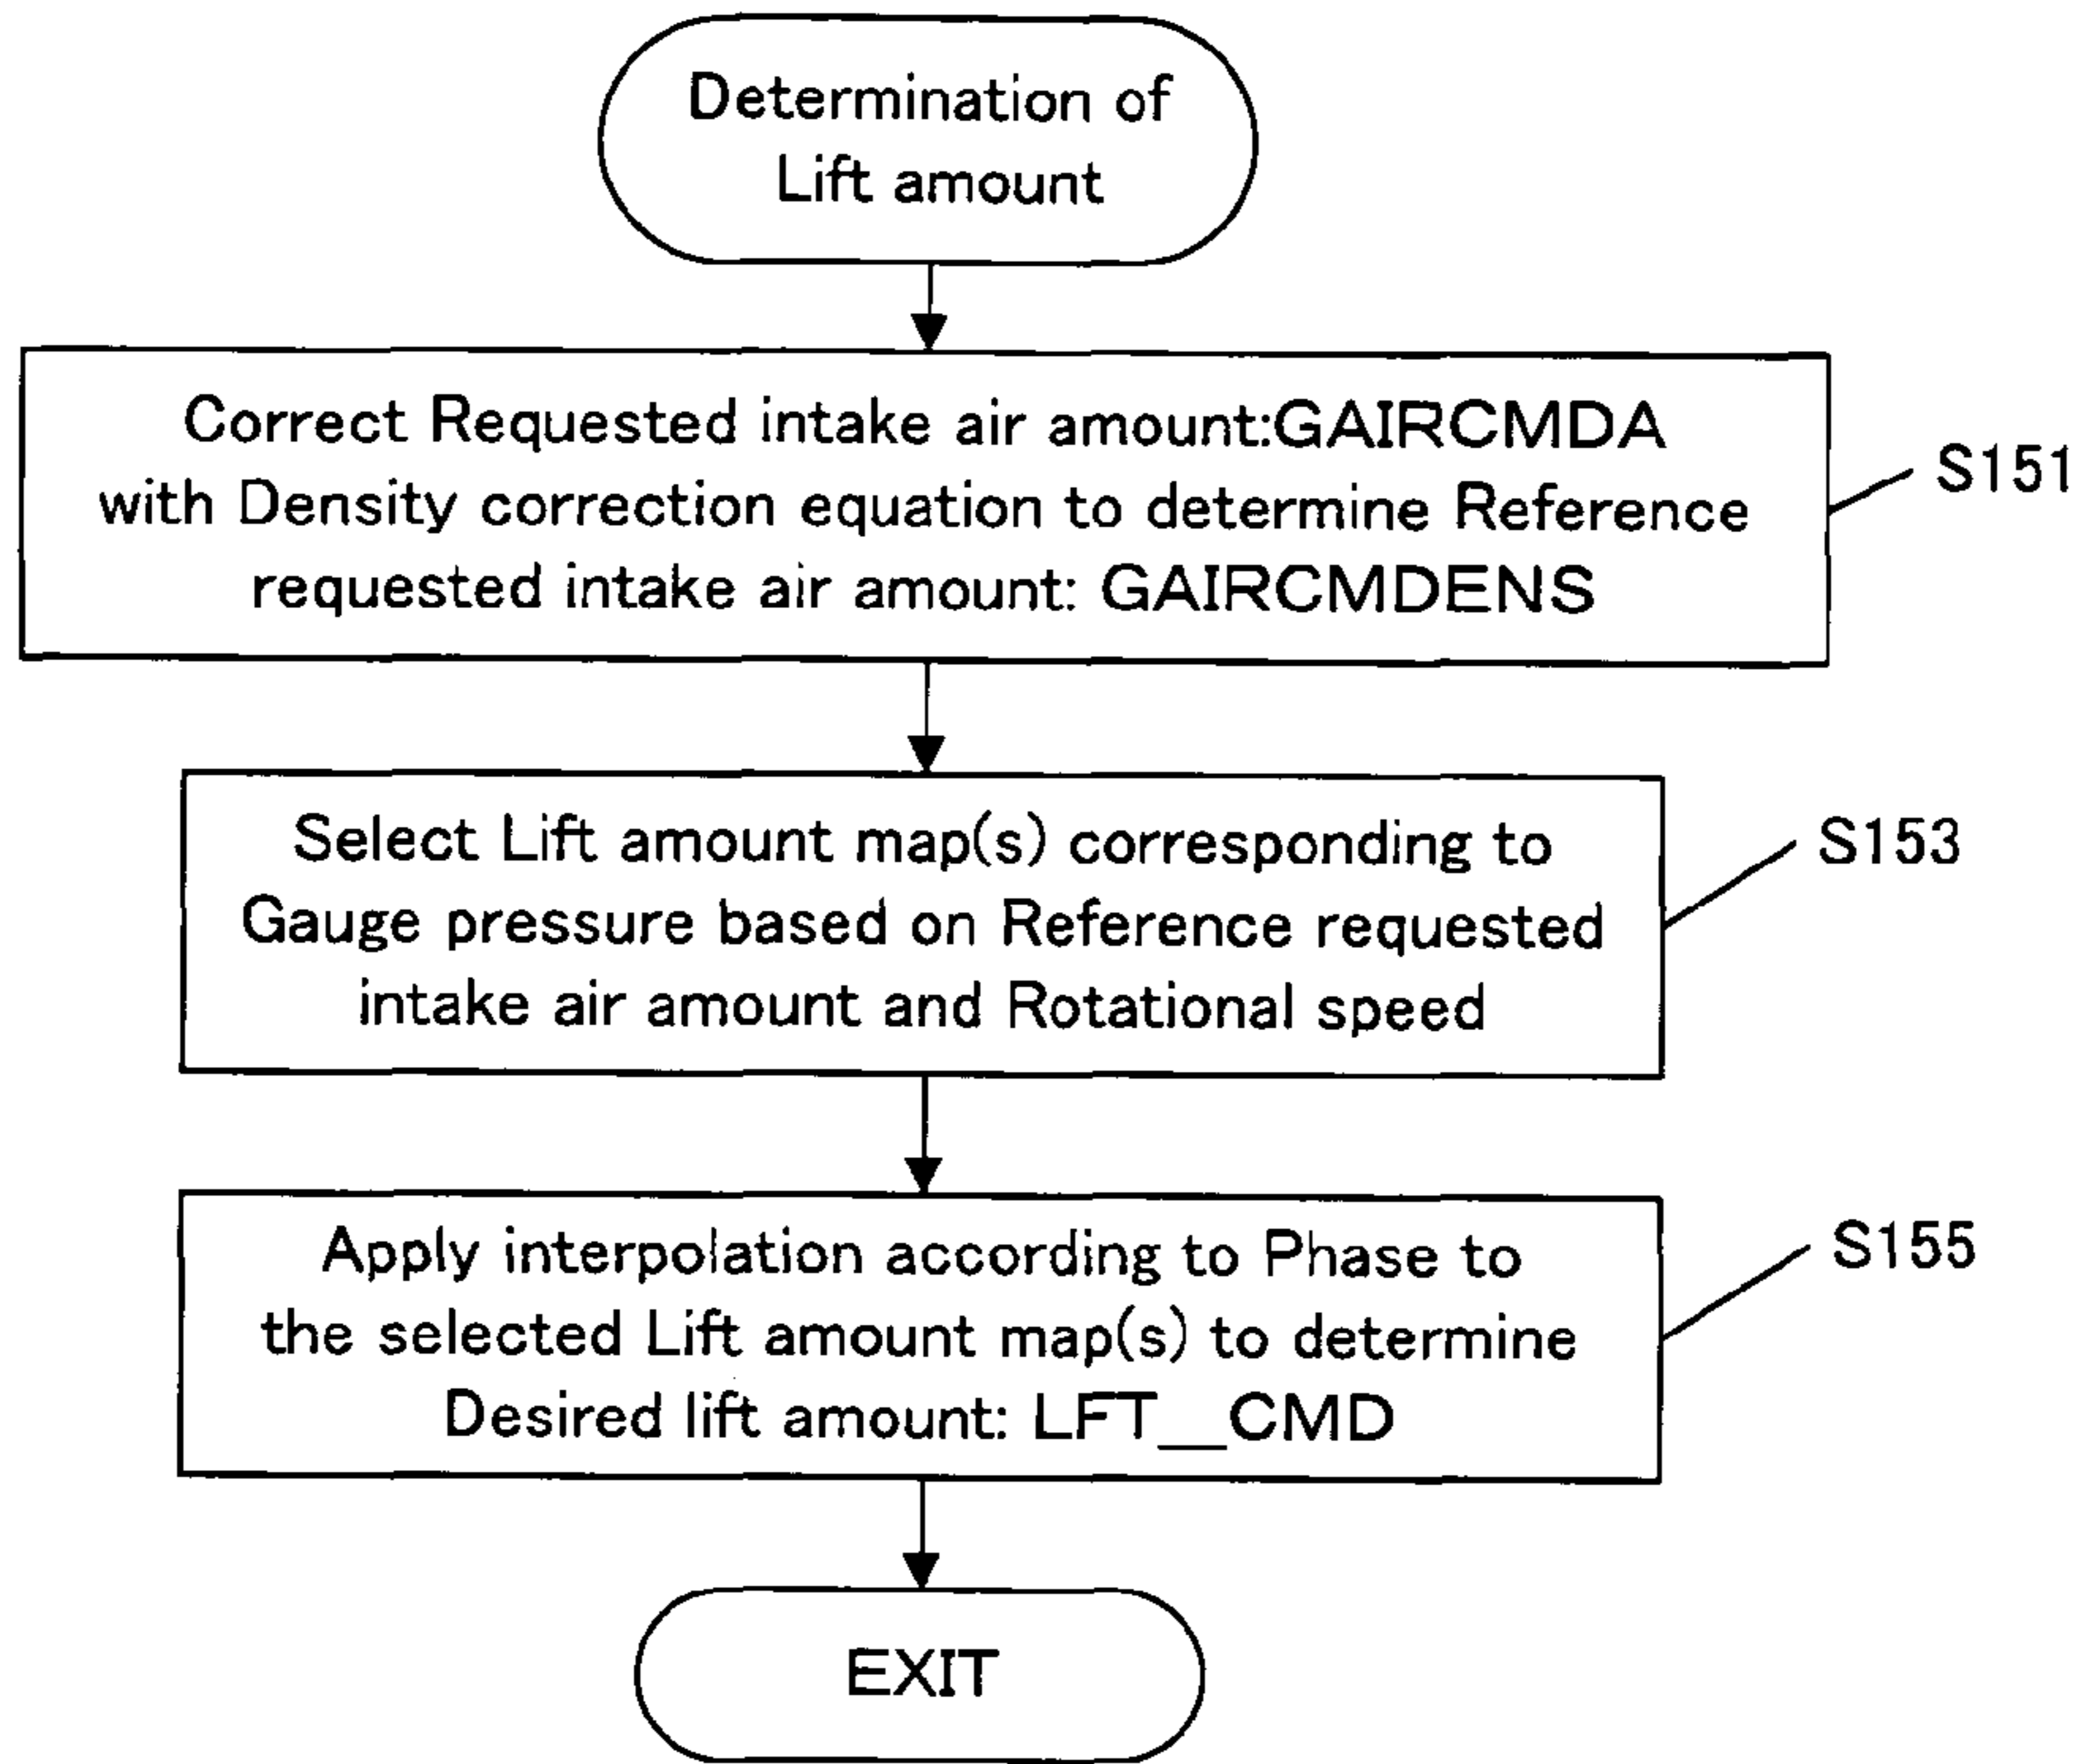 Determination of
Lift amount
Correct Requested intake air amount:GAIRCMDA
with Density correction equation to determine Reference
requested intake air amount: GAIRCMDENS
S151
Select Lift amount map(s) corresponding to
Gauge pressure based on Reference requested
intake air amount and Rotational speed
S153
Apply interpolation according to Phase to
the selected Lift amount map(s) to determine
Desired lift amount: LFT_CMD
S155
EXIT